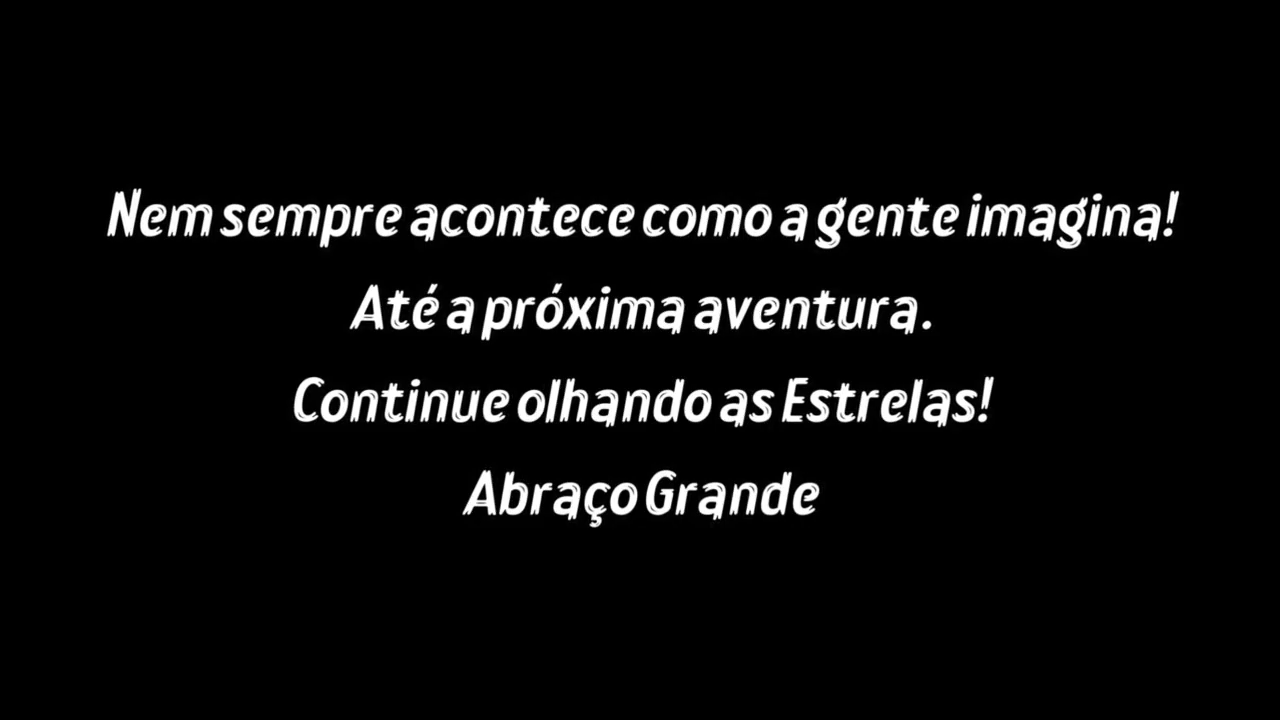 Nem sempre acontece como a gente imagina!
Até a próxima aventura.
Continue olhando as Estrelas!
Abraço Grande